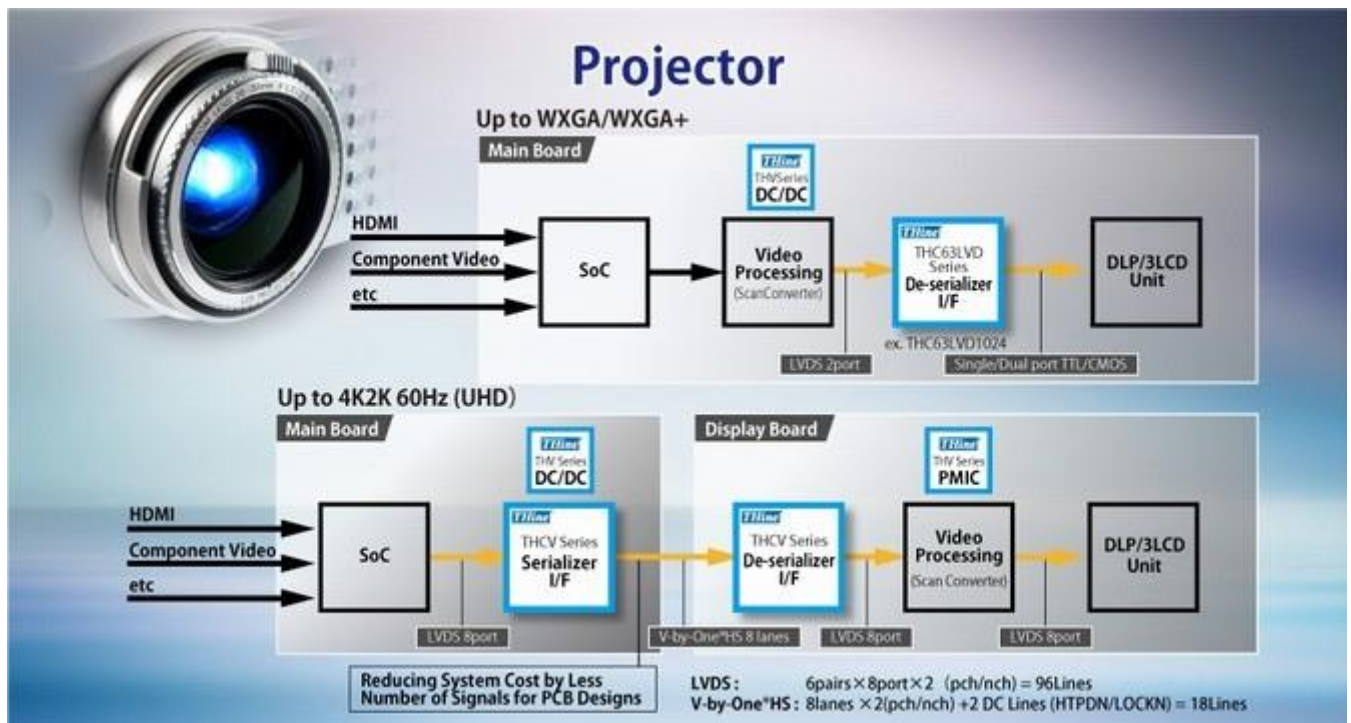 Projector
Up to WXGA/WXGA+
Main Board
THine
THVSeries
DC/DC
HDMI
Component Video
etc
SoC
Video
Processing
(ScanConverter)
THine
THC63LVD
Series
De-serializer
I/F
DLP/3LCD
Unit
ex. THC63LVD1024
LVDS 2port
Single/Dual port TTL/CMOS
Up to 4K2K 60Hz (UHD)
Main Board
THine
THV Series
DC/DC
HDMI
Component Video
etc
SoC
THine
THCV Series
Serializer
I/F
LVDS 8port
V-by-One®HS 8 lanes
Display Board
THine
THCV Series
De-serializer
I/F
THine
THV Series
PMIC
Video
Processing
(Scan Converter)
DLP/3LCD
Unit
LVDS 8port
LVDS 8port
Reducing System Cost by Less
Number of Signals for PCB Designs
LVDS : 6pairs×8port×2 (pch/nch) = 96Lines
V-by-One®HS : 8lanes ×2(pch/nch) +2 DC Lines (HTPDN/LOCKN) = 18Lines